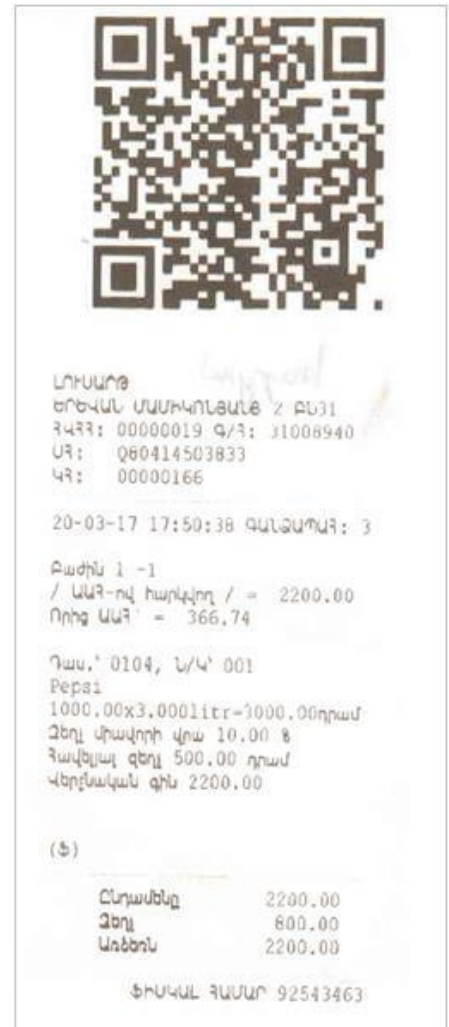 ԼՈՒՍԱՐԹ
ԵՐԵՎԱՆ ՄԱՄԻԿՈՆՅԱՆՑ 2 ԲՆ31
ՀԿՀՀ: 00000019 Գ/Հ: 31008940
ՍՀ: Q80414503833
ԿՀ: 00000166
20-03-17 17:50:38 ԳԱՆՁԱՊԱՀ: 3
Բաժին 1 -1
/ ԱԱՀ-ով հարկվող / = 2200.00
Որից ԱԱՀ՝ = 366.74
Դաս.՝ 0104, Ն/Կ՝ 001
Pepsi
1000.00x3.000litr=3000.00դրամ
Զեղչ միավորի վրա 10.00 %
Հավելյալ զեղչ 500.00 դրամ
Վերջնական գին 2200.00
(Ֆ)
Ընդամենը 2200.00
Զեղչ 800.00
Առձեռն 2200.00
ՖԻՍԿԱԼ ՀԱՄԱՐ 92543463